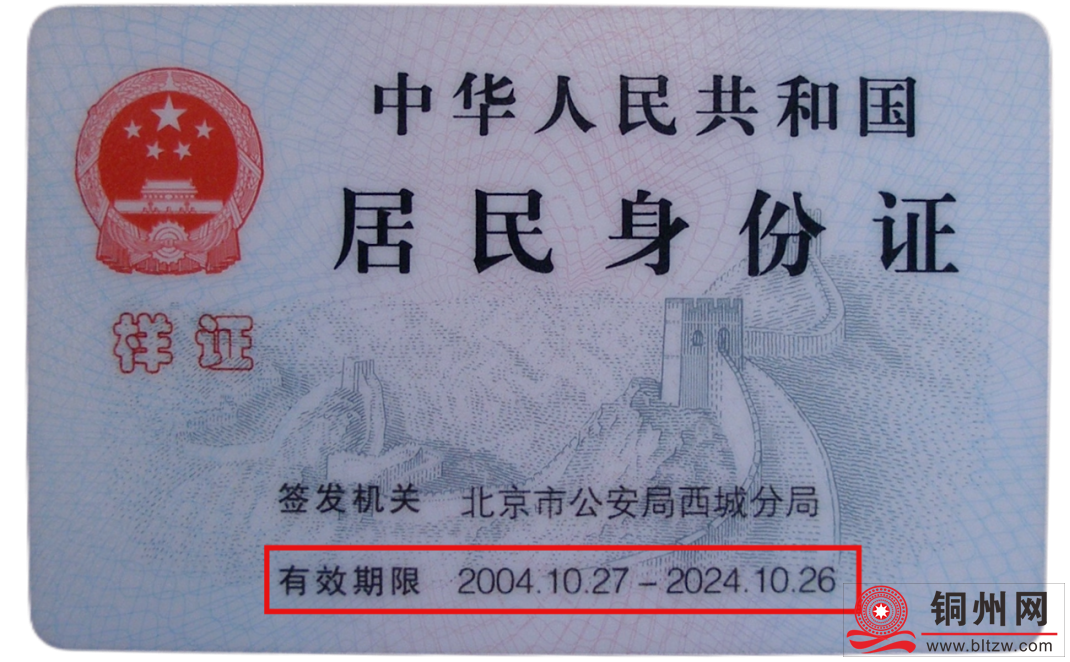 中华人民共和国
居民身份证
样证
签发机关 北京市公安局西城分局
有效期限 2004.10.27-2024.10.26
铜州网
www.bltzw.com